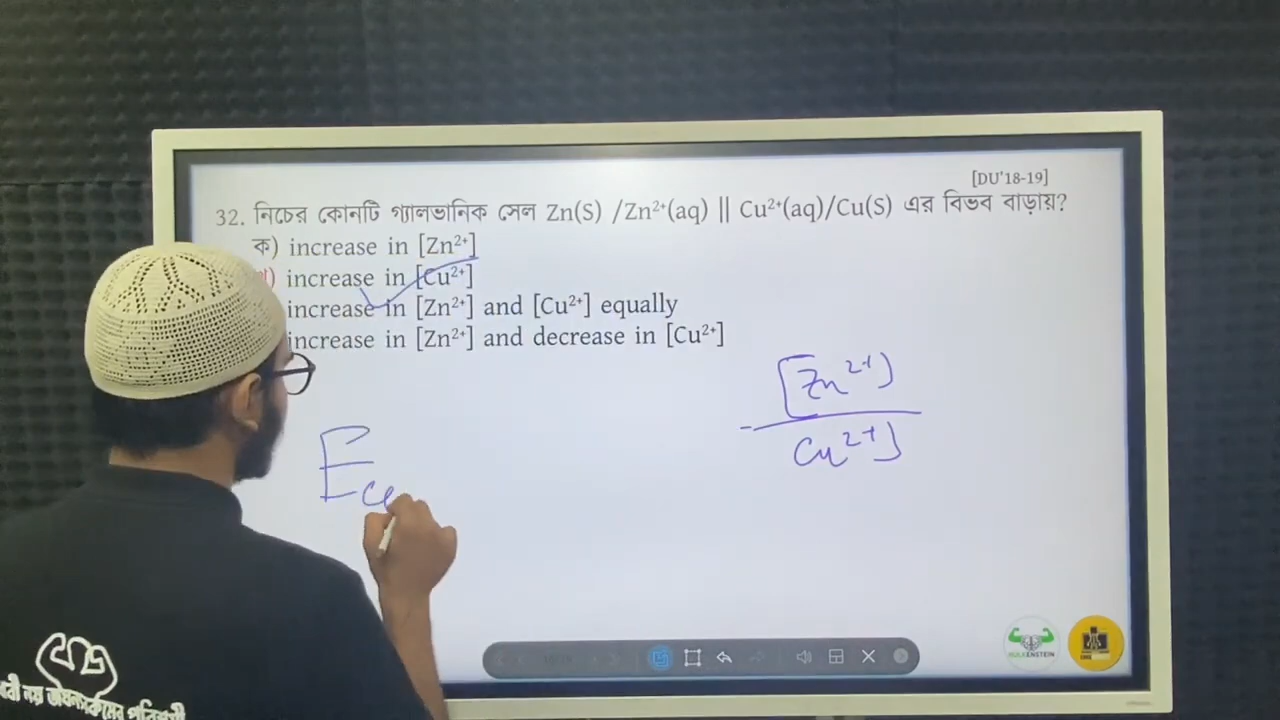 [DU'18-19]
32. নিচের কোনটি গ্যালভানিক সেল Zn(S) /Zn²⁺(aq) || Cu²⁺(aq)/Cu(S) এর বিভব বাড়ায়?
ক) increase in [Zn²⁺]
) increase in [Cu²⁺]
increase in [Zn²⁺] and [Cu²⁺] equally
increase in [Zn²⁺] and decrease in [Cu²⁺]
[Zn²⁺)
Cu²⁺]
E
HULKENSTEIN